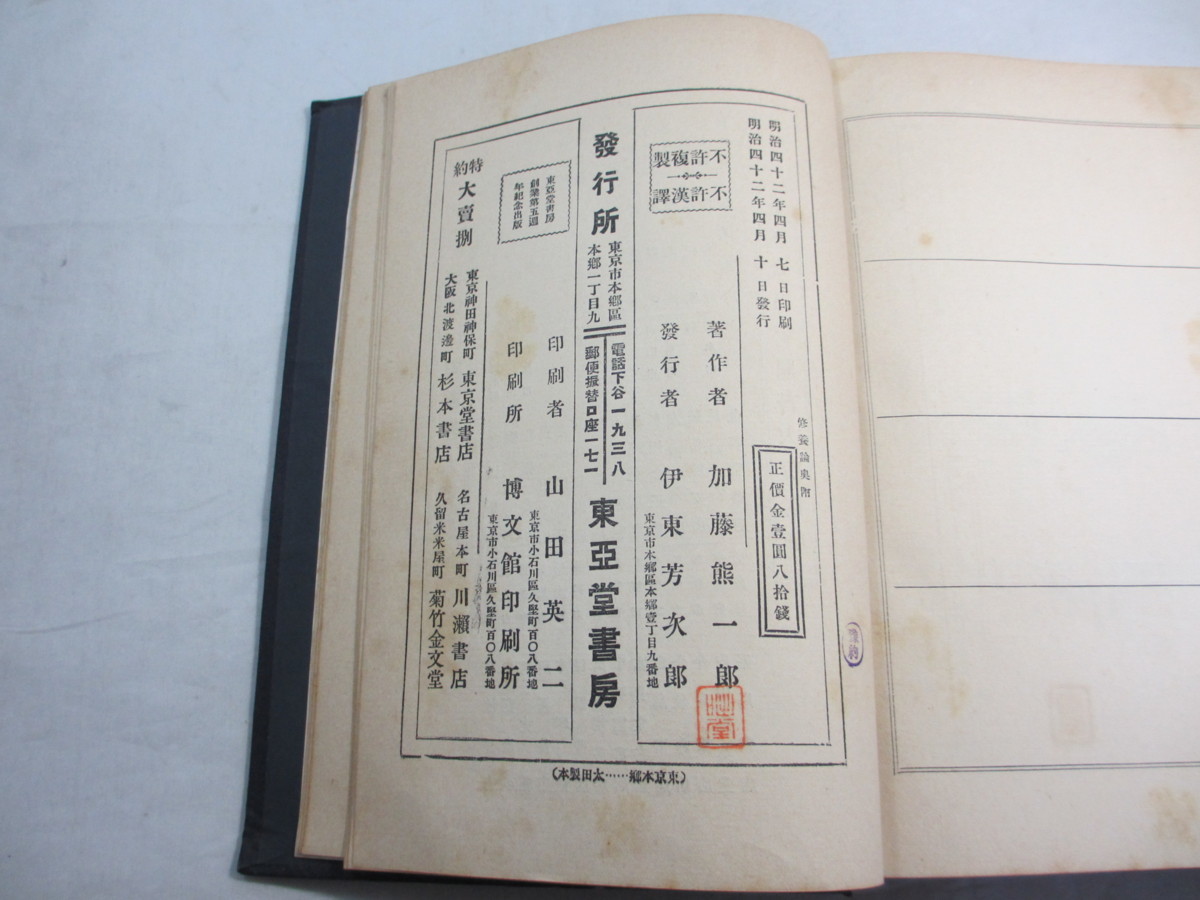 明治四十二年四月七日印刷
明治四十二年四月十日發行
修養論奥附
正價金壹圓八拾錢
不許複製
不許漢譯
著作者 加藤熊一郎
發行者 伊東芳次郎
東京市本鄉區本鄉壹丁目九番地
發行所
東京市本鄉區
本鄉一丁目九
電話下谷一九三八
郵便振替口座一七一
東亞堂書房
東亞堂書房
創業第五週
年紀念出版
印刷者 山田英二
東京市小石川區久堅町百〇八番地
印刷所 博文館印刷所
東京市小石川區久堅町百〇八番地
特約
大賣捌
東京神田神保町 東京堂書店
大阪北渡邊町 杉本書店
名古屋本町 川瀨書店
久留米米屋町 菊竹金文堂
(東京本鄉……太田製本)